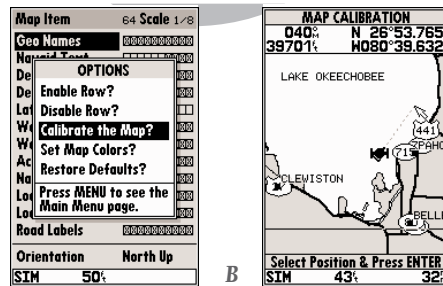 Map Item 64 Scale 1/8
Geo Names
OPTIONS
Enable Row?
Disable Row?
Calibrate the Map?
Set Map Colors?
Restore Defaults?
Press MENU to see the
Main Menu page.
Road Labels
Orientation North Up
SIM 50
B
MAP CALIBRATION
040 N 26°53.765
39701 W080°39.632
LAKE OKEECHOBEE
441
715
CLEWISTON
Select Position & Press ENTER
SIM 43 32